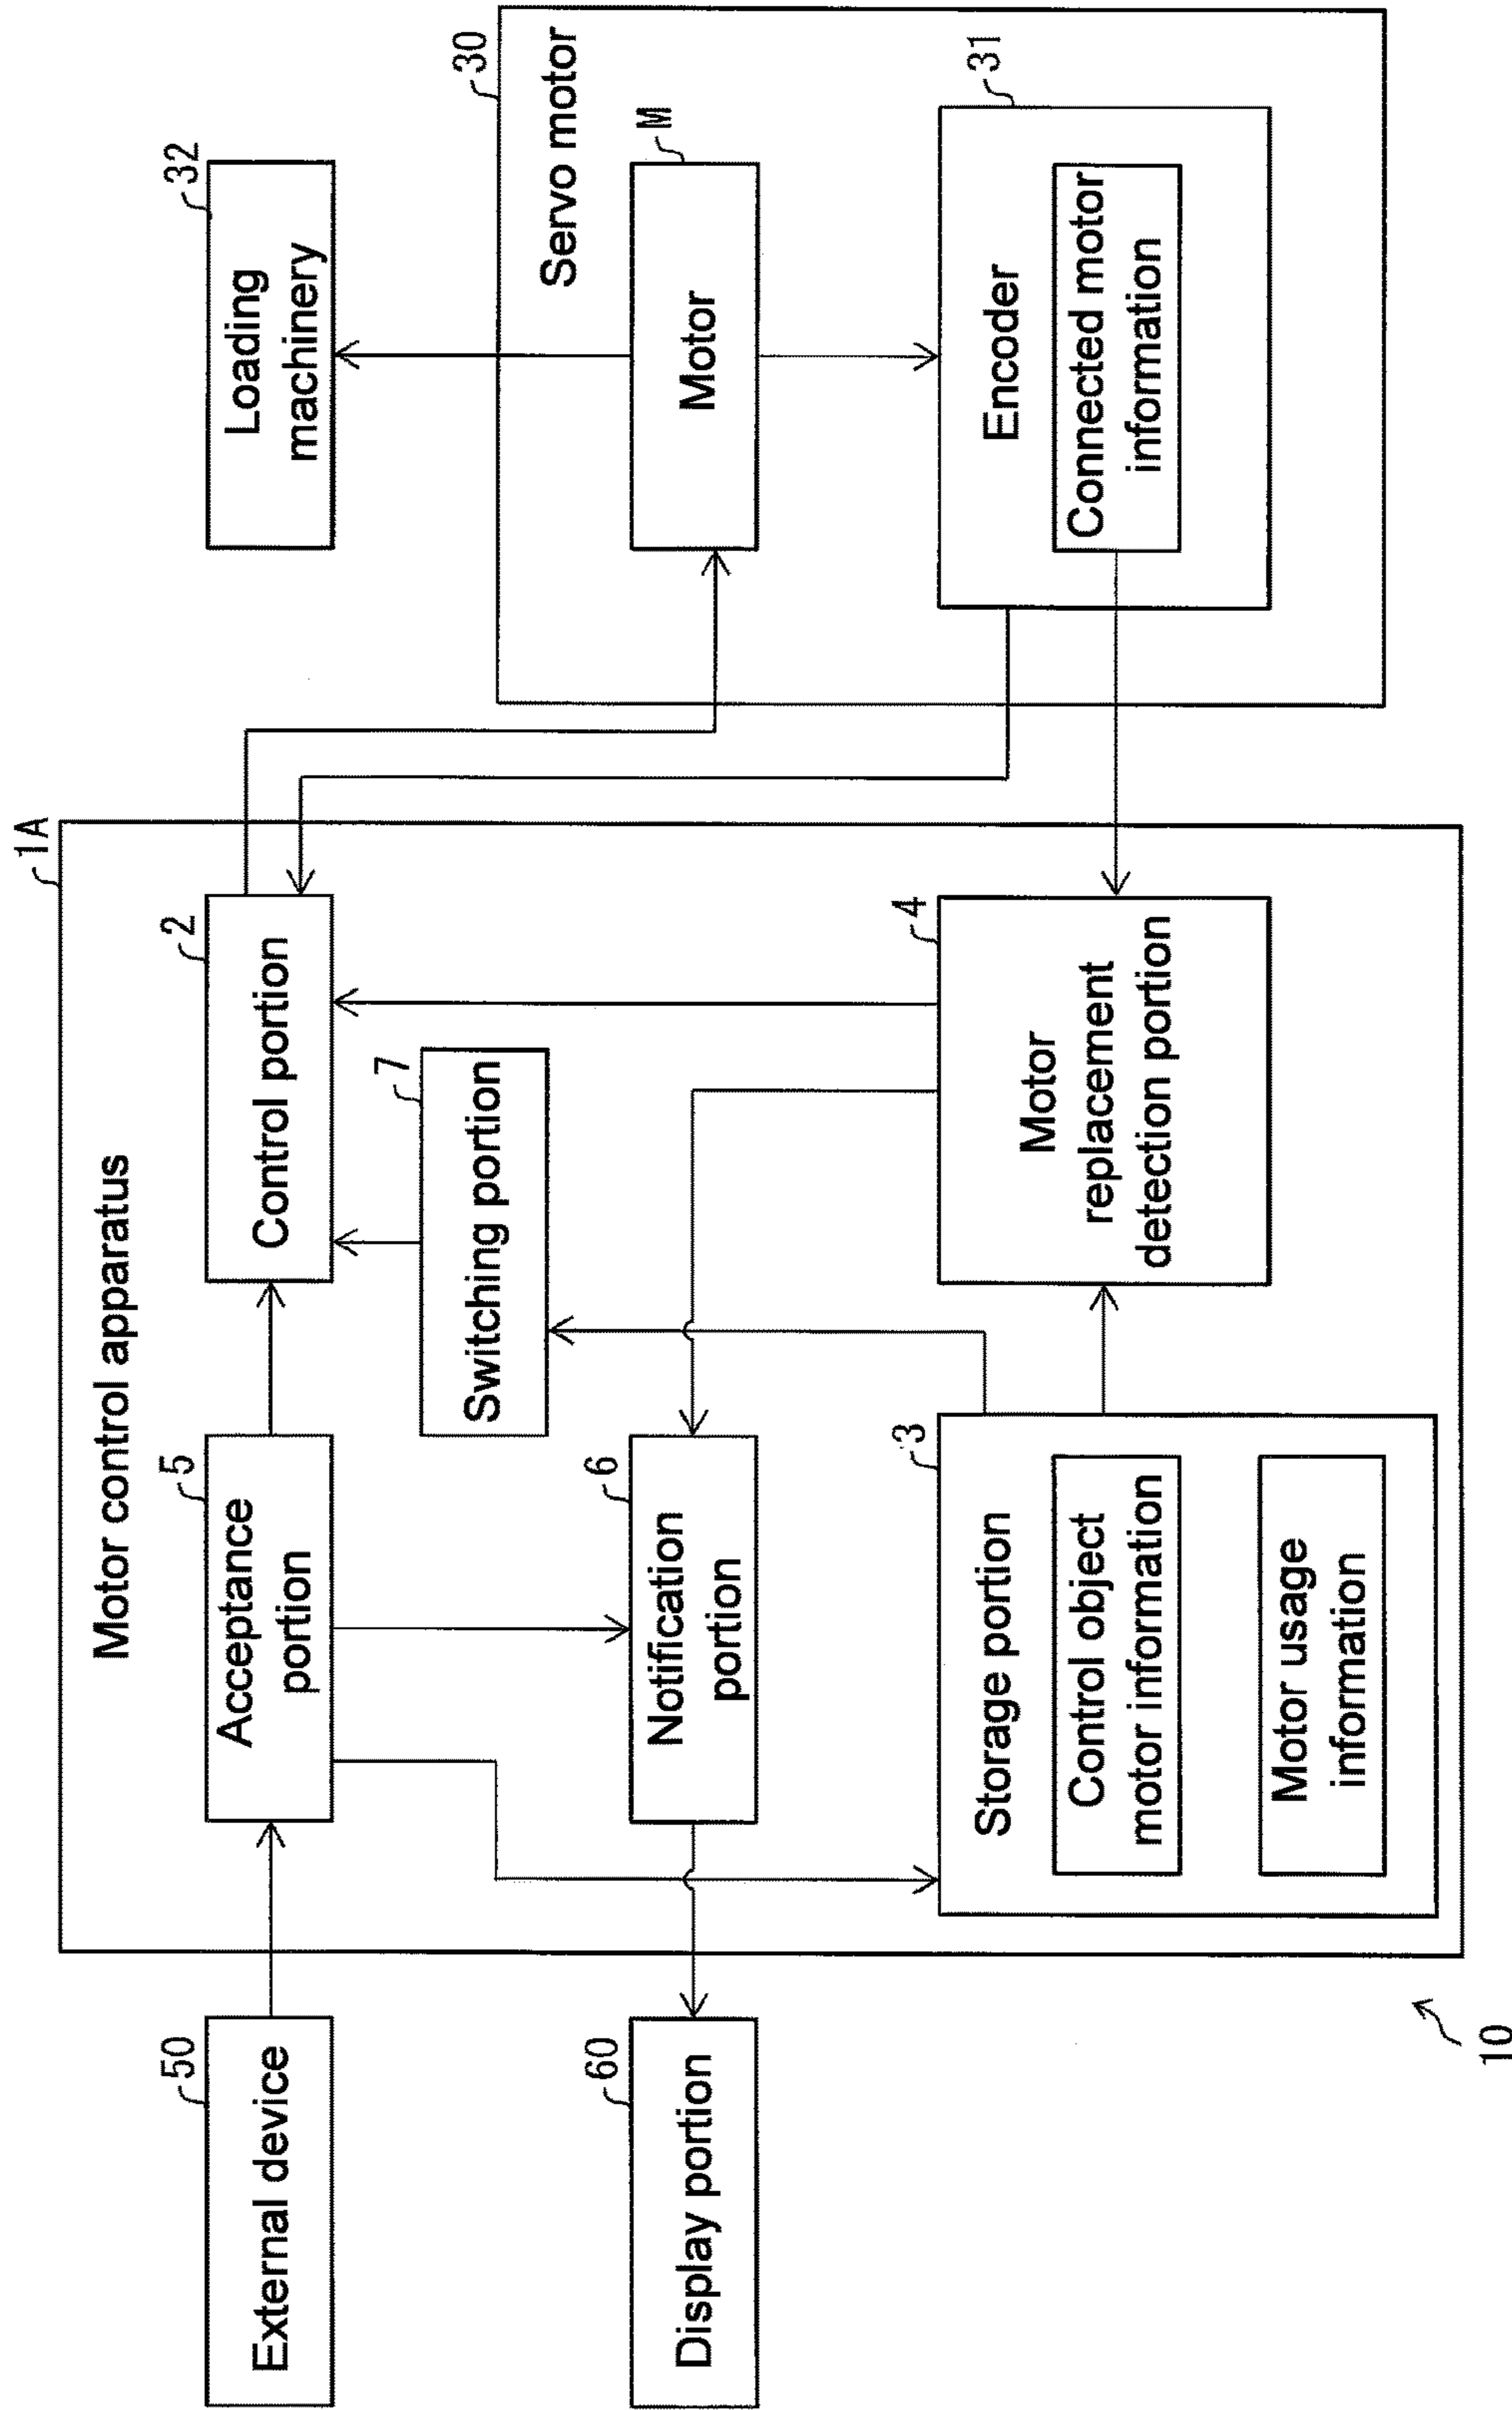 10
1A
Motor control apparatus
50
External device
5
Acceptance
portion
2
Control portion
32
Loading
machinery
7
Switching portion
60
Display portion
6
Notification
portion
30
Servo motor
M
Motor
3
Storage portion
Control object
motor information
Motor usage
information
4
Motor
replacement
detection portion
31
Encoder
Connected motor
information